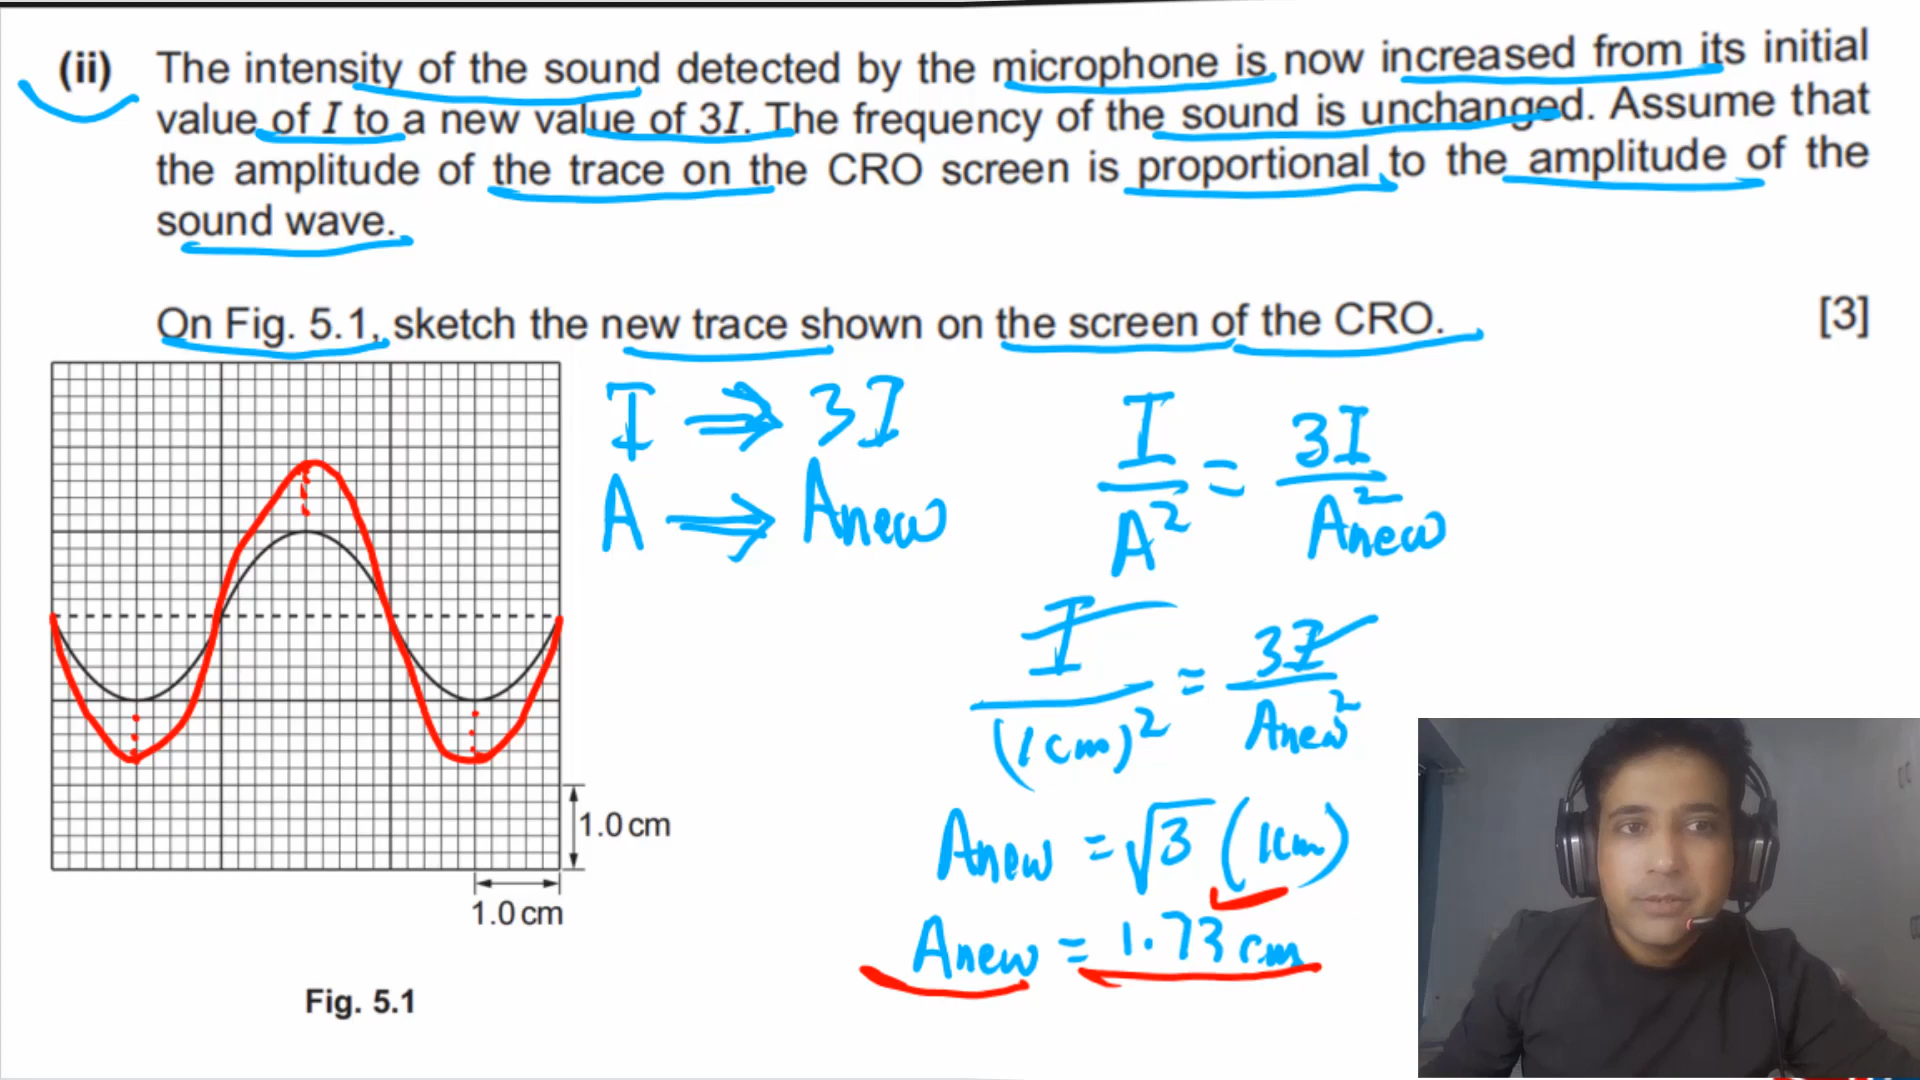 (ii) The intensity of the sound detected by the microphone is now increased from its initial
value of I to a new value of 3I. The frequency of the sound is unchanged. Assume that
the amplitude of the trace on the CRO screen is proportional to the amplitude of the
sound wave.
On Fig. 5.1, sketch the new trace shown on the screen of the CRO. [3]
I ⇒ 3I
A ⇒ Anew
I/A² = 3I/Anew²
I/(1cm)² = 3I/Anew²
Anew = √3 (1cm)
Anew = 1.73 cm
1.0 cm
1.0 cm
Fig. 5.1